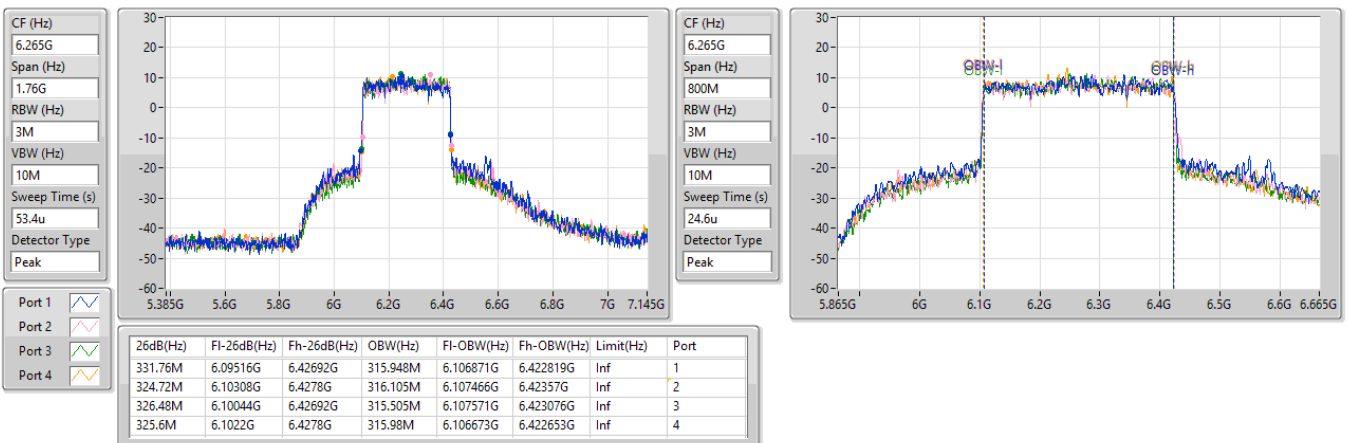 CF (Hz)
6.265G
Span (Hz)
1.76G
RBW (Hz)
3M
VBW (Hz)
10M
Sweep Time (s)
53.4u
Detector Type
Peak
30
20
10
0
-10
-20
-30
-40
-50
-60
5.385G 5.6G 5.8G 6G 6.2G 6.4G 6.6G 6.8G 7G 7.145G
CF (Hz)
6.265G
Span (Hz)
800M
RBW (Hz)
3M
VBW (Hz)
10M
Sweep Time (s)
24.6u
Detector Type
Peak
30
20
10
0
-10
-20
-30
-40
-50
-60
OBW-l OBW-h
5.865G 6G 6.1G 6.2G 6.3G 6.4G 6.5G 6.6G 6.665G
Port 1
Port 2
Port 3
Port 4
26dB(Hz) Fl-26dB(Hz) Fh-26dB(Hz) OBW(Hz) Fl-OBW(Hz) Fh-OBW(Hz) Limit(Hz) Port
331.76M 6.09516G 6.42692G 315.948M 6.106871G 6.422819G Inf 1
324.72M 6.10308G 6.4278G 316.105M 6.107466G 6.42357G Inf 2
326.48M 6.10044G 6.42692G 315.505M 6.107571G 6.423076G Inf 3
325.6M 6.1022G 6.4278G 315.98M 6.106673G 6.422653G Inf 4